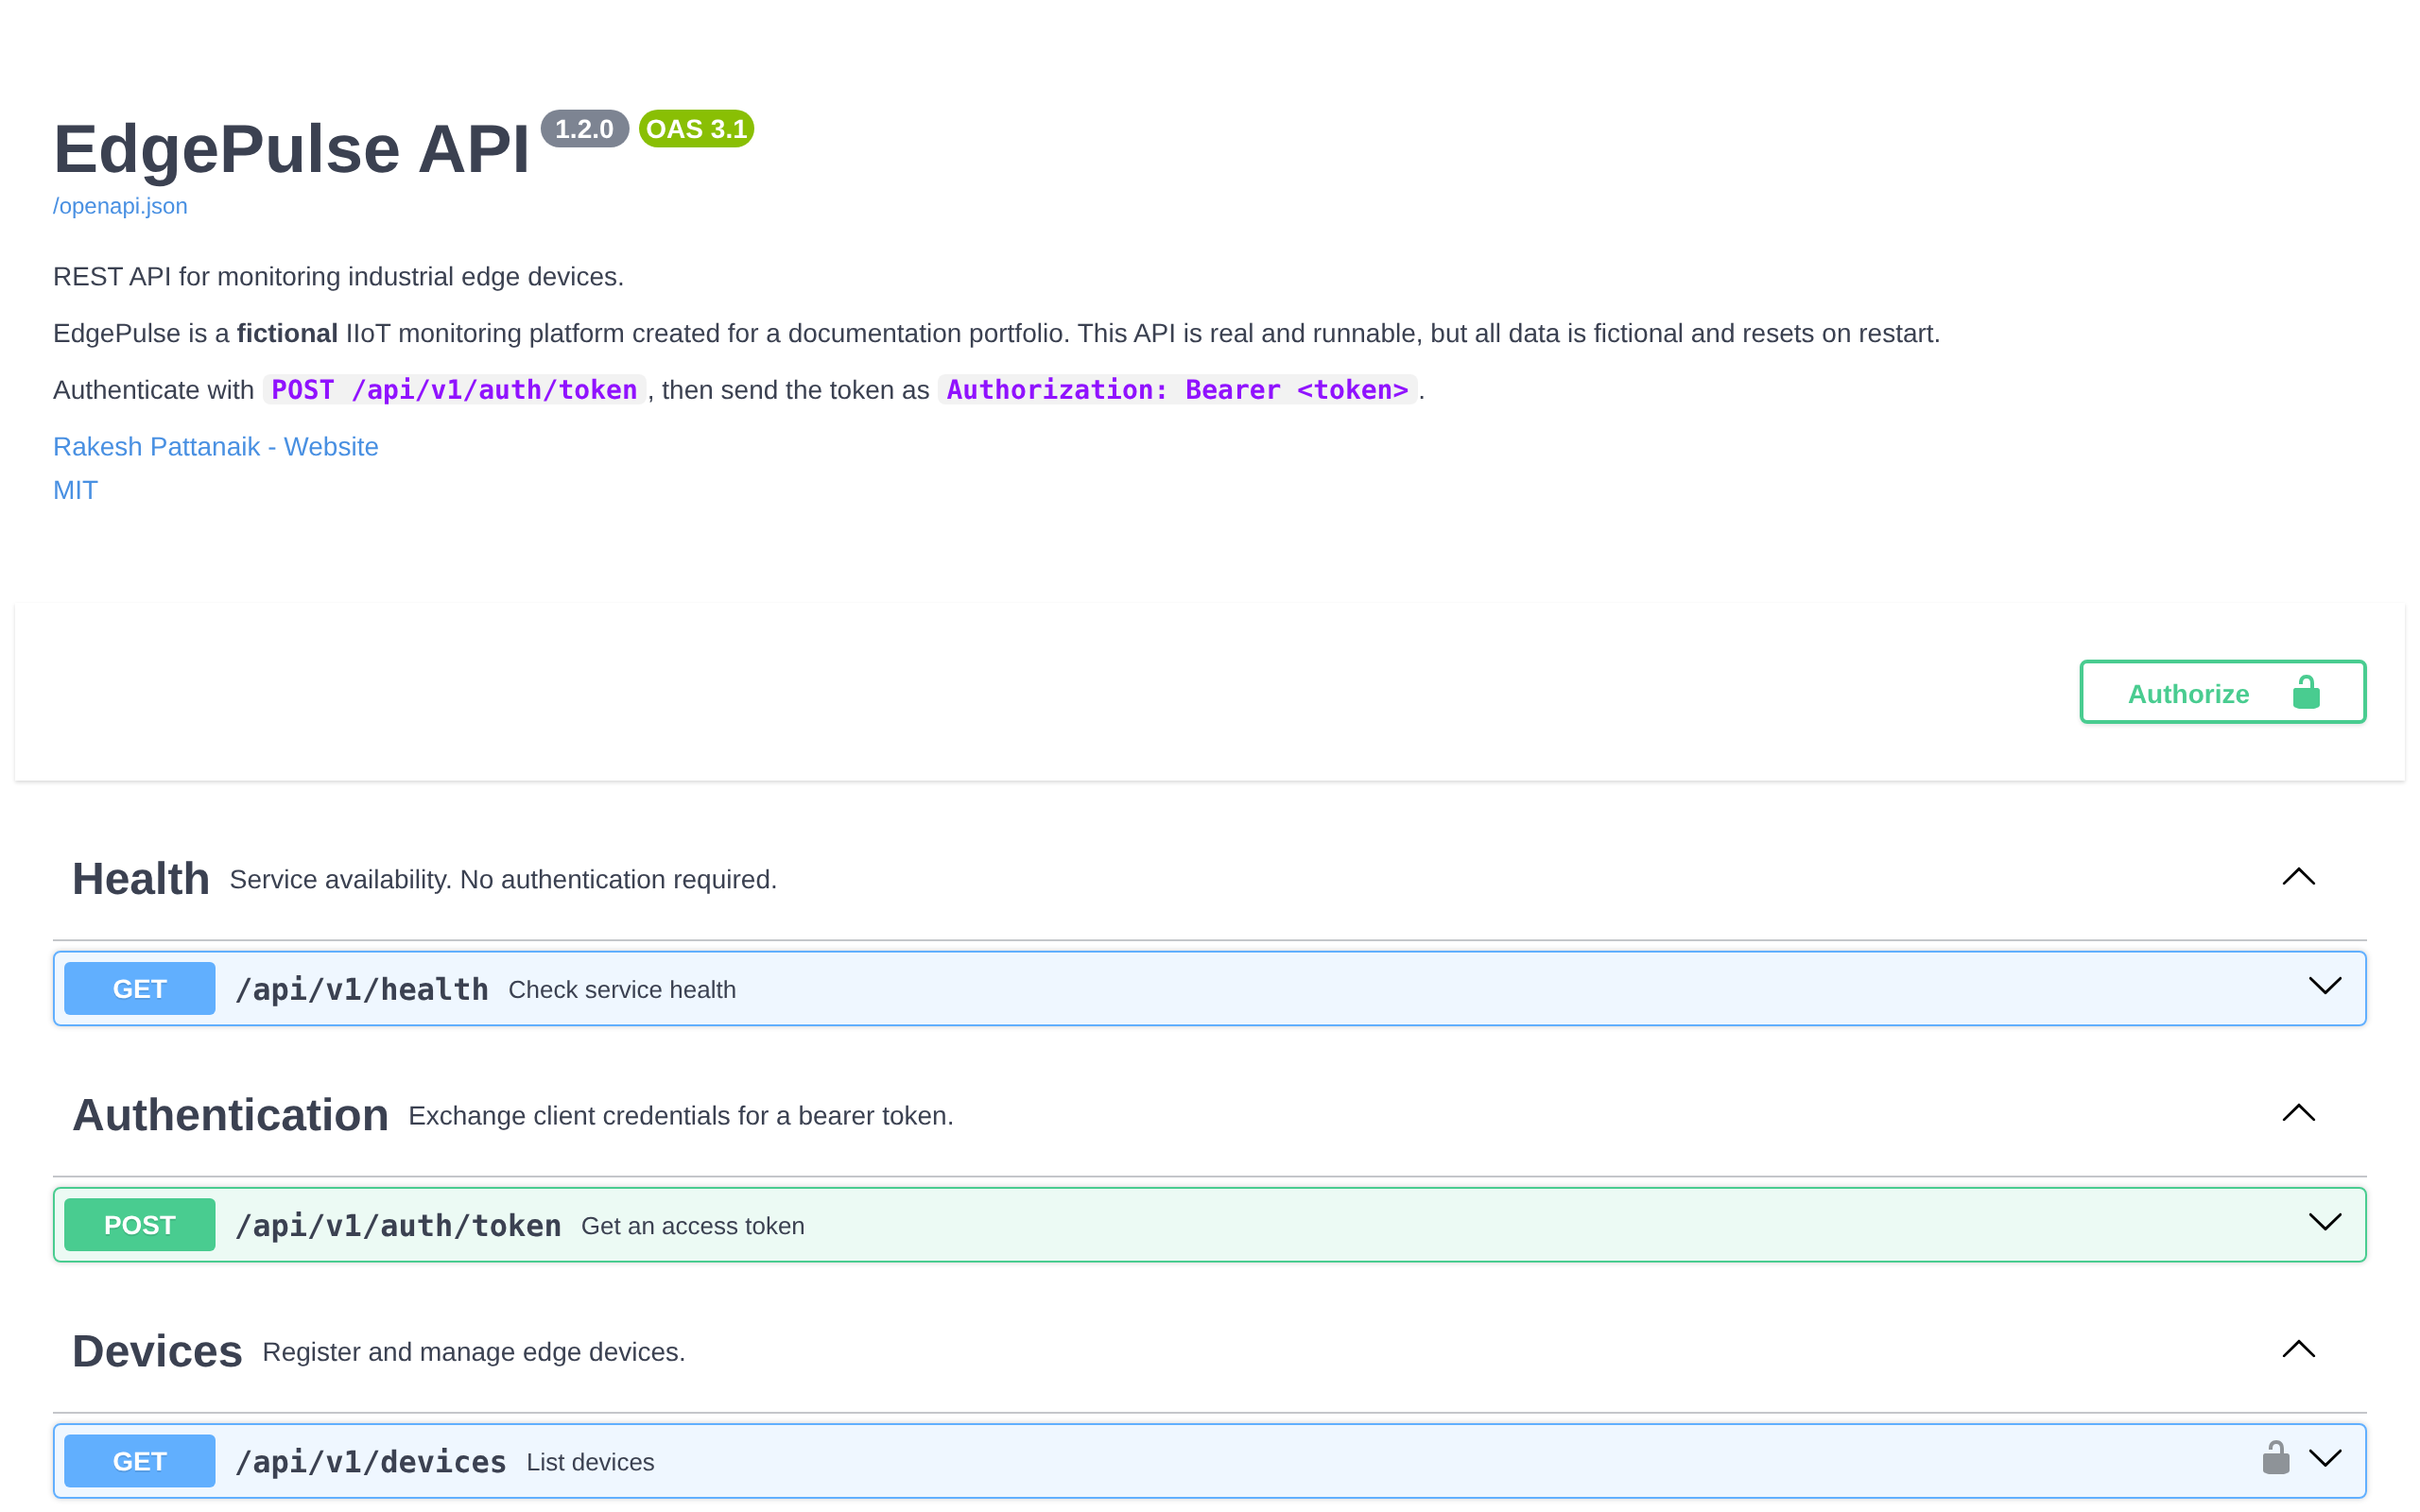 EdgePulse API 1.2.0 OAS 3.1
/openapi.json
REST API for monitoring industrial edge devices.
EdgePulse is a fictional IIoT monitoring platform created for a documentation portfolio. This API is real and runnable, but all data is fictional and resets on restart.
Authenticate with POST /api/v1/auth/token, then send the token as Authorization: Bearer <token>.
Rakesh Pattanaik - Website
MIT
Authorize
Health Service availability. No authentication required.
GET /api/v1/health Check service health
Authentication Exchange client credentials for a bearer token.
POST /api/v1/auth/token Get an access token
Devices Register and manage edge devices.
GET /api/v1/devices List devices